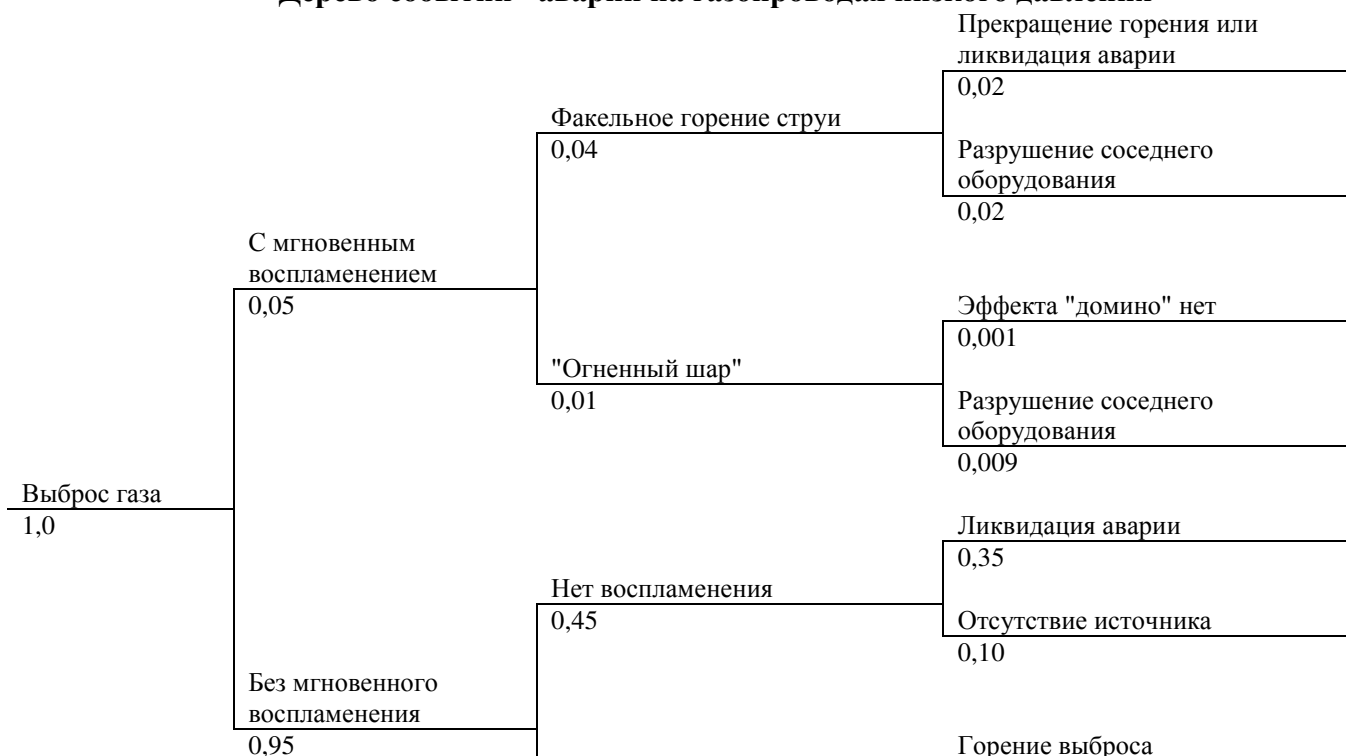 Прекращение горения или
ликвидация аварии
0,02
Факельное горение струи
0,04
Разрушение соседнего
оборудования
0,02
С мгновенным
воспламенением
0,05
Эффекта "домино" нет
0,001
"Огненный шар"
0,01
Разрушение соседнего
оборудования
0,009
Выброс газа
1,0
Ликвидация аварии
0,35
Нет воспламенения
0,45
Отсутствие источника
0,10
Без мгновенного
воспламенения
0,95
Горение выброса